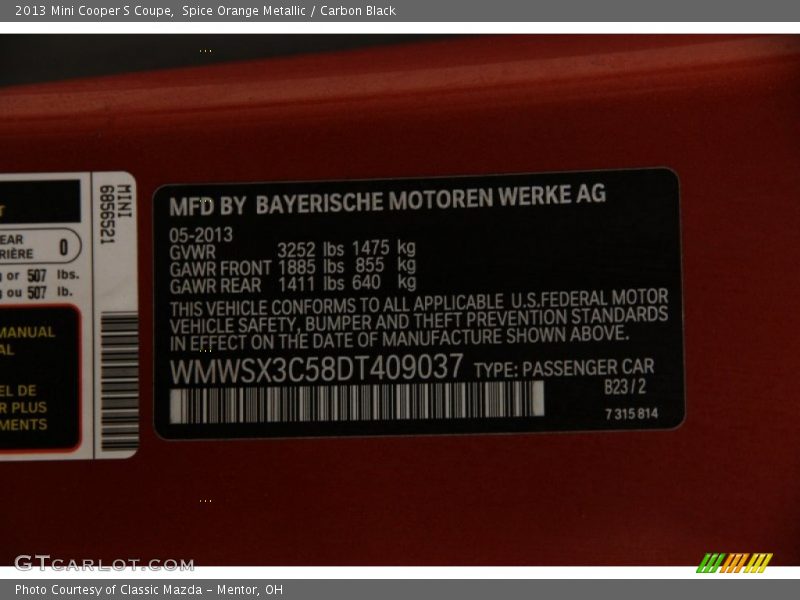 2013 Mini Cooper S Coupe,  Spice Orange Metallic / Carbon Black
MINI
6856521
EAR
RIÈRE 0
or 507 lbs.
ou 507 lb.
MANUAL
AL
EL DE
R PLUS
MENTS
MFD BY BAYERISCHE MOTOREN WERKE AG
05-2013
GVWR 3252 lbs 1475 kg
GAWR FRONT 1885 lbs 855 kg
GAWR REAR 1411 lbs 640 kg
THIS VEHICLE CONFORMS TO ALL APPLICABLE U.S.FEDERAL MOTOR
VEHICLE SAFETY, BUMPER AND THEFT PREVENTION STANDARDS
IN EFFECT ON THE DATE OF MANUFACTURE SHOWN ABOVE.
WMWSX3C58DT409037 TYPE: PASSENGER CAR
B23/2
7 315 814
GTcarlot.com
Photo Courtesy of Classic Mazda - Mentor, OH